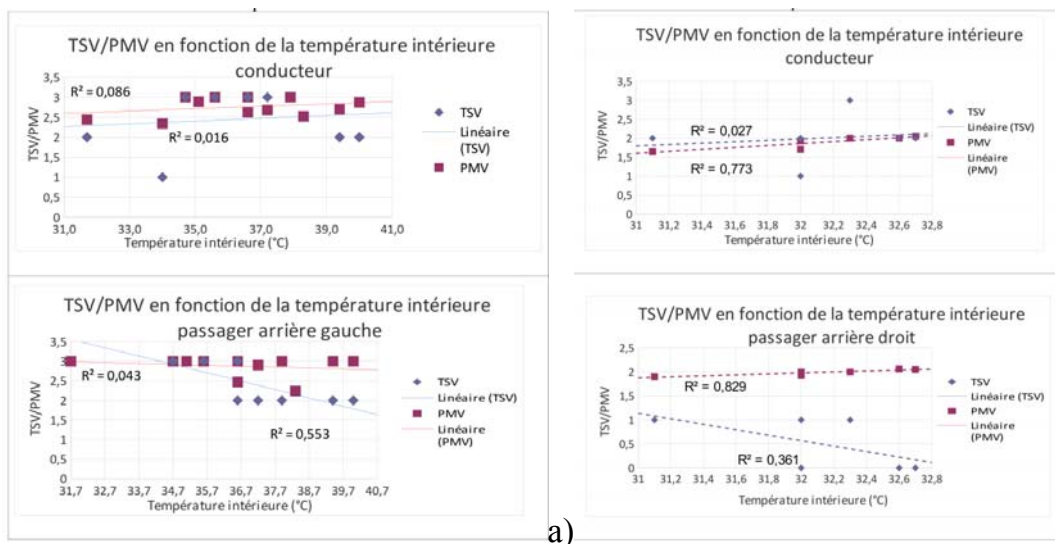 TSV/PMV en fonction de la température intérieure
conducteur
3,5
3
2,5
2
1,5
1
0,5
0
TSV/PMV
R² = 0,086
R² = 0,016
31,0 33,0 35,0 37,0 39,0 41,0
Température intérieure (°C)
TSV
Linéaire
(TSV)
PMV
TSV/PMV en fonction de la température intérieure
conducteur
3,5
3
2,5
2
1,5
1
0,5
0
TSV/PMV
R² = 0,027
R² = 0,773
31 31,2 31,4 31,6 31,8 32 32,2 32,4 32,6 32,8
Température intérieure (°C)
TSV
Linéaire (TSV)
PMV
Linéaire
(PMV)
TSV/PMV en fonction de la température intérieure
passager arrière gauche
3,5
3
2,5
2
1,5
1
0,5
0
TSV/PMV
R² = 0,043
R² = 0,553
31,7 32,7 33,7 34,7 35,7 36,7 37,7 38,7 39,7 40,7
Température intérieure (°C)
TSV
Linéaire (TSV)
PMV
Linéaire
(PMV)
TSV/PMV en fonction de la température intérieure
passager arrière droit
2,5
2
1,5
1
0,5
0
TSV/PMV
R² = 0,829
R² = 0,361
31 31,2 31,4 31,6 31,8 32 32,2 32,4 32,6 32,8
Température intérieure (°C)
TSV
Linéaire (TSV)
PMV
Linéaire
(PMV)
a)